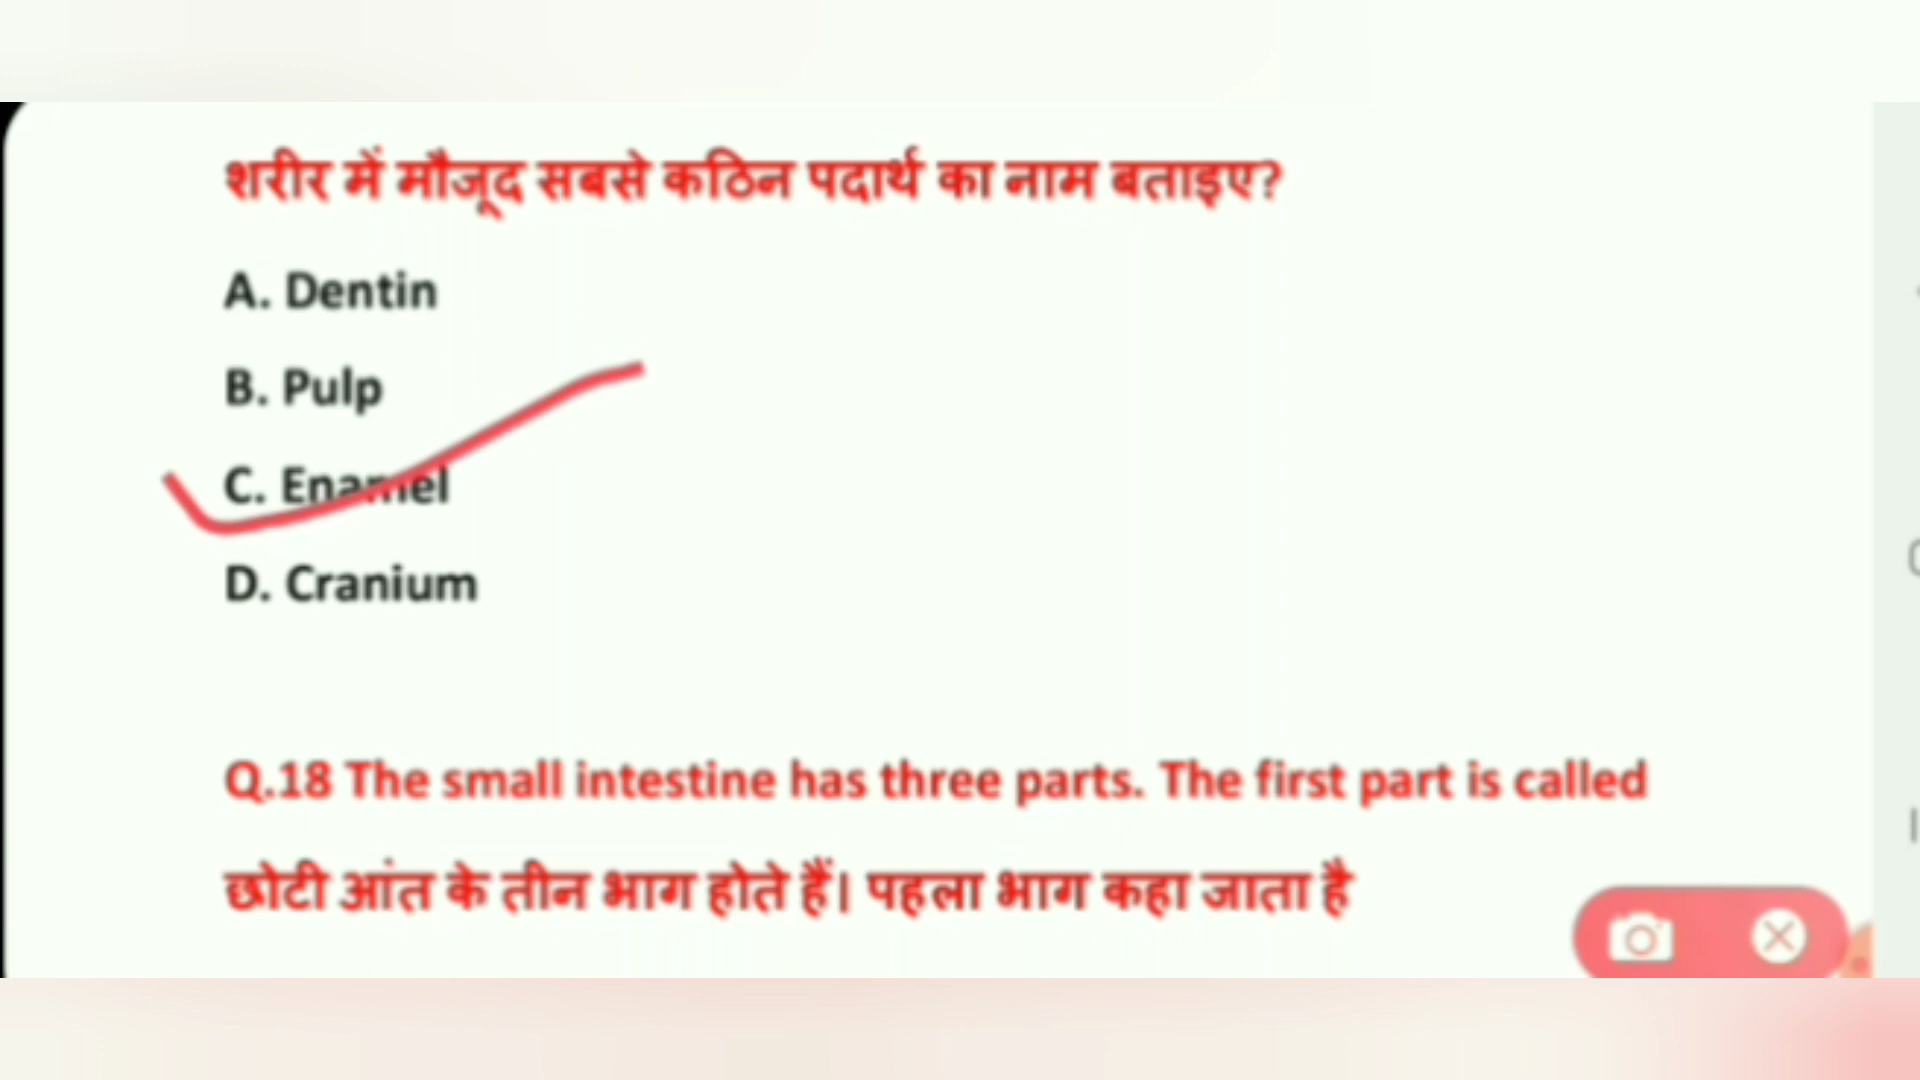 शरीर में मौजूद सबसे कठिन पदार्थ का नाम बताइए?
A. Dentin
B. Pulp
C. Enamel
D. Cranium
Q.18 The small intestine has three parts. The first part is called
छोटी आंत के तीन भाग होते हैं। पहला भाग कहा जाता है